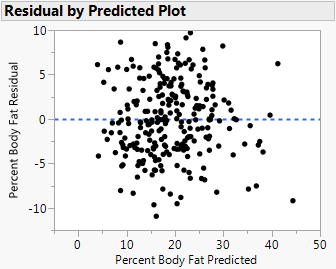 Residual by Predicted Plot
10
5
0
-5
-10
Percent Body Fat Residual
0 10 20 30 40 50
Percent Body Fat Predicted